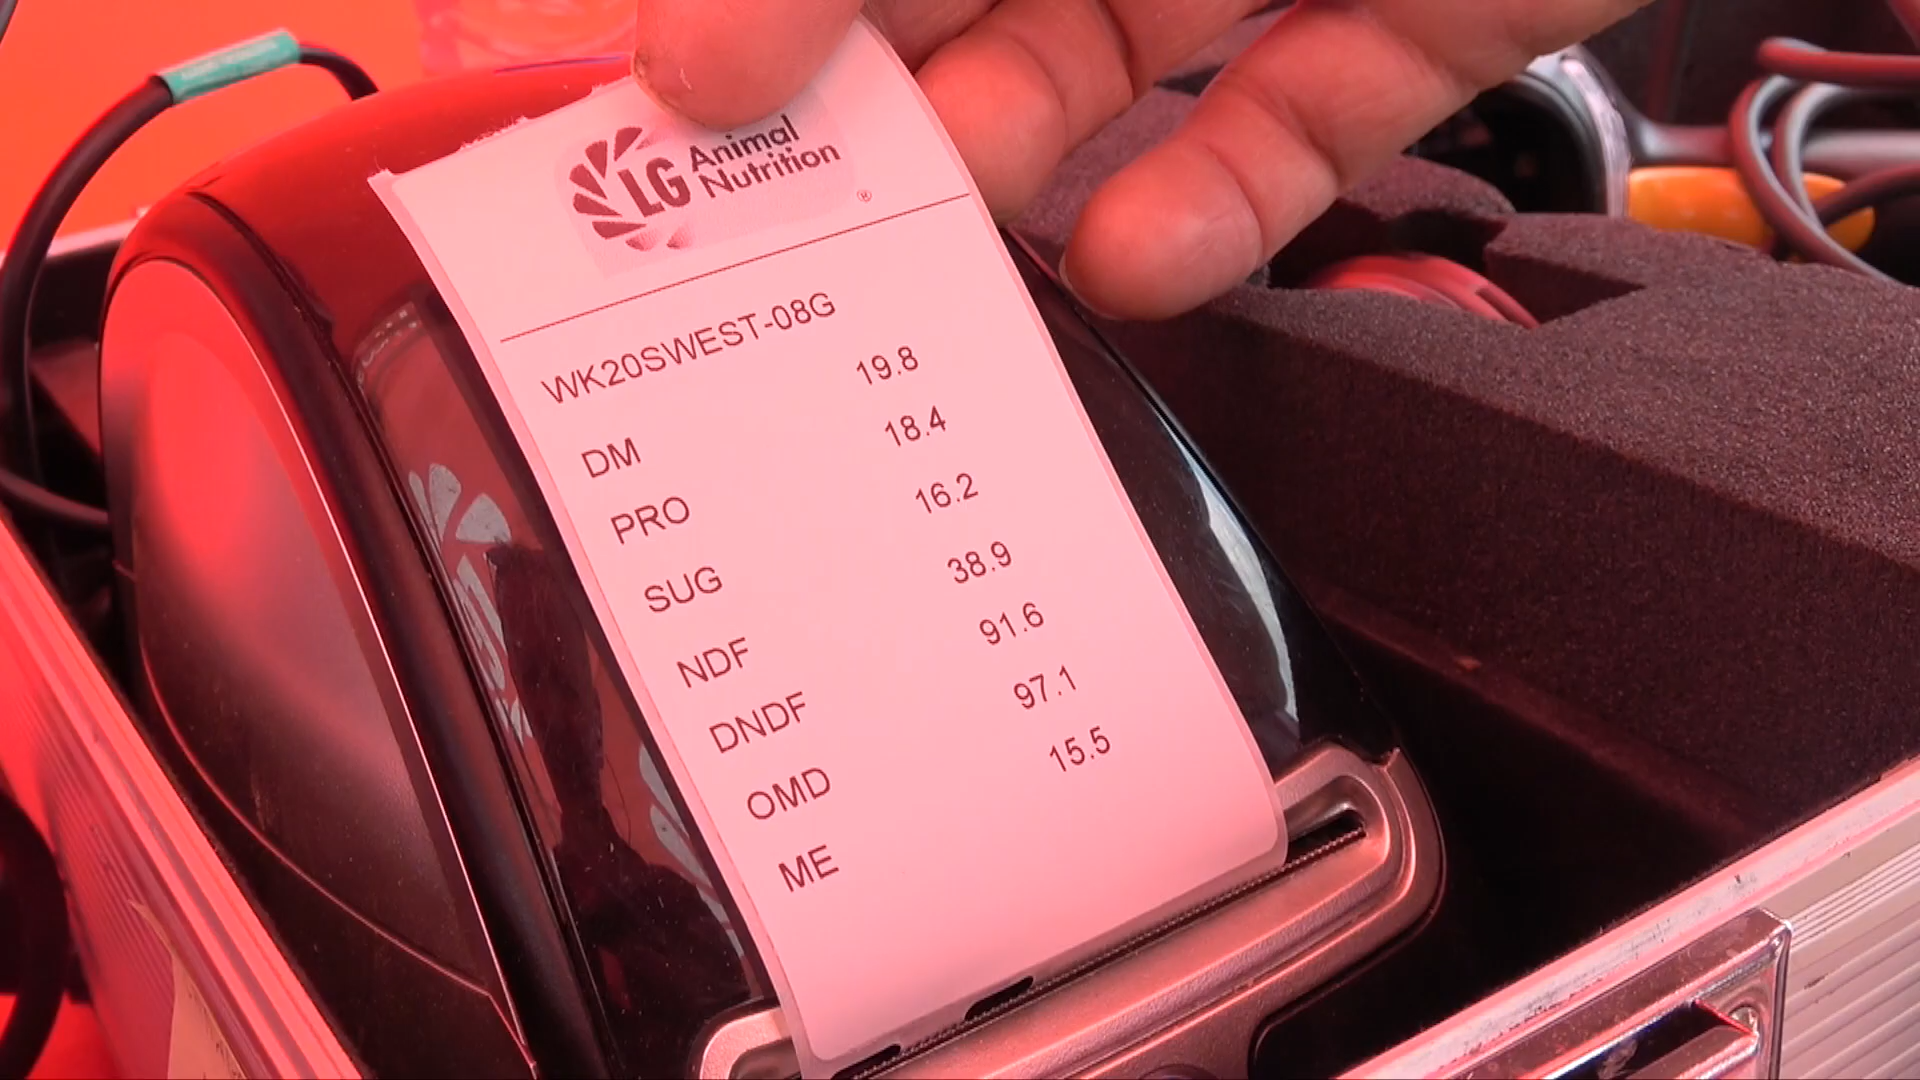 LG Animal
Nutrition ®
WK20SWEST-08G
DM 19.8
PRO 18.4
SUG 16.2
NDF 38.9
DNDF 91.6
OMD 97.1
ME 15.5